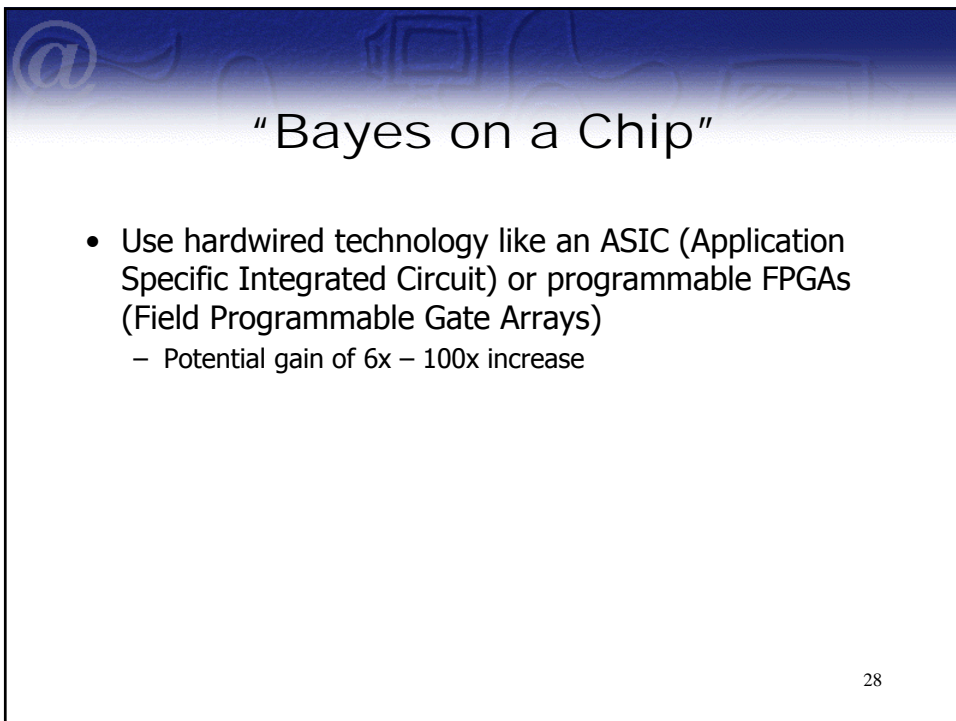 @
“Bayes on a Chip”
• Use hardwired technology like an ASIC (Application
Specific Integrated Circuit) or programmable FPGAs
(Field Programmable Gate Arrays)
– Potential gain of 6x – 100x increase
28